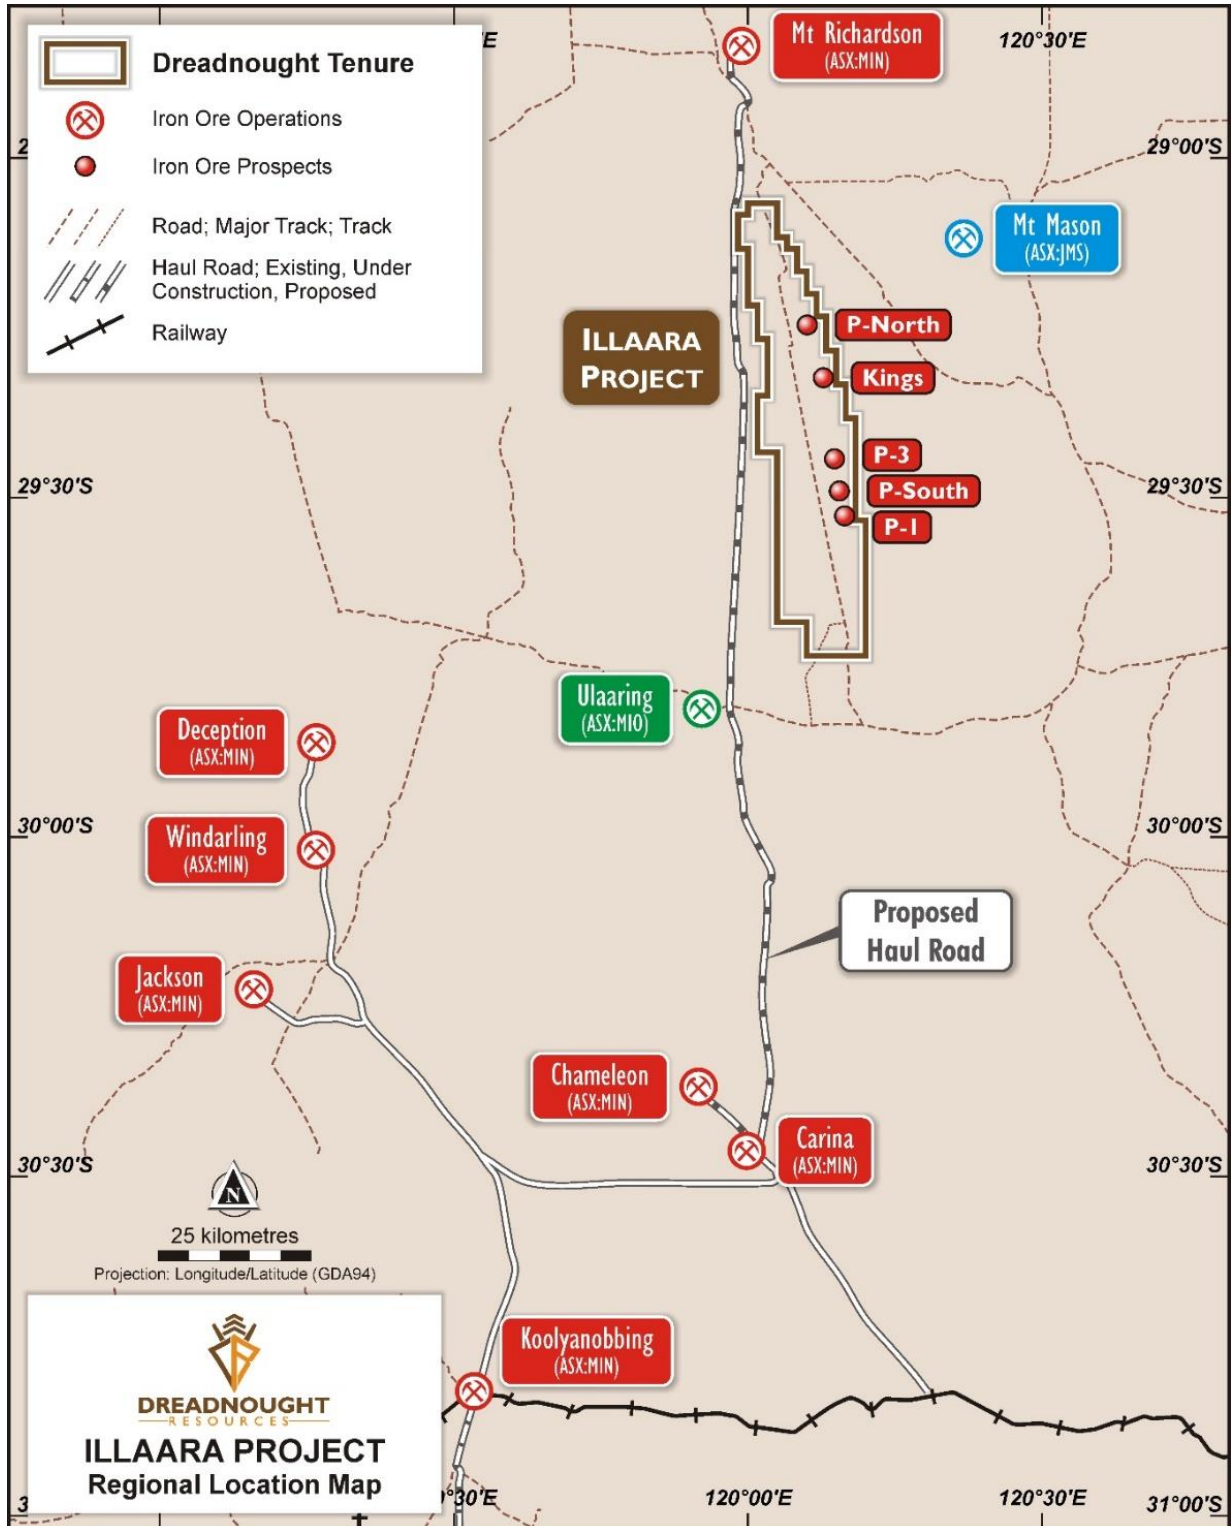 °E
120°30'E
Dreadnought Tenure
Iron Ore Operations
Iron Ore Prospects
Road; Major Track; Track
Haul Road; Existing, Under
Construction, Proposed
Railway
Mt Richardson
(ASX:MIN)
29°00'S
Mt Mason
(ASX:JMS)
ILLAARA
PROJECT
P-North
Kings
P-3
P-South
P-1
29°30'S
29°30'S
Ulaaring
(ASX:MIO)
Deception
(ASX:MIN)
Windarling
(ASX:MIN)
30°00'S
30°00'S
Proposed
Haul Road
Jackson
(ASX:MIN)
Chameleon
(ASX:MIN)
Carina
(ASX:MIN)
30°30'S
30°30'S
N
25 kilometres
Projection: Longitude/Latitude (GDA94)
Koolyanobbing
(ASX:MIN)
DREADNOUGHT
RESOURCES
ILLAARA PROJECT
Regional Location Map
°30'E
120°00'E
120°30'E
31°00'S